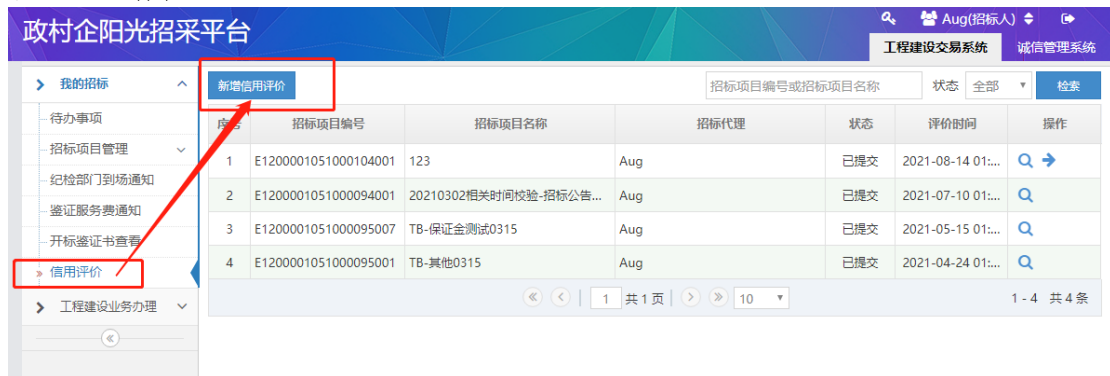 政村企阳光招采平台
Aug(招标人)
工程建设交易系统 诚信管理系统
我的招标
待办事项
招标项目管理
纪检部门到场通知
鉴证服务费通知
开标鉴证书查看
信用评价
工程建设业务办理
新增信用评价
招标项目编号或招标项目名称 状态 全部 检索
序号 招标项目编号 招标项目名称 招标代理 状态 评价时间 操作
1 E1200001051000104001 123 Aug 已提交 2021-08-14 01:...
2 E1200001051000094001 20210302相关时间校验-招标公告... Aug 已提交 2021-07-10 01:...
3 E1200001051000095007 TB-保证金测试0315 Aug 已提交 2021-05-15 01:...
4 E1200001051000095001 TB-其他0315 Aug 已提交 2021-04-24 01:...
1 共1页 10 1 - 4 共4条